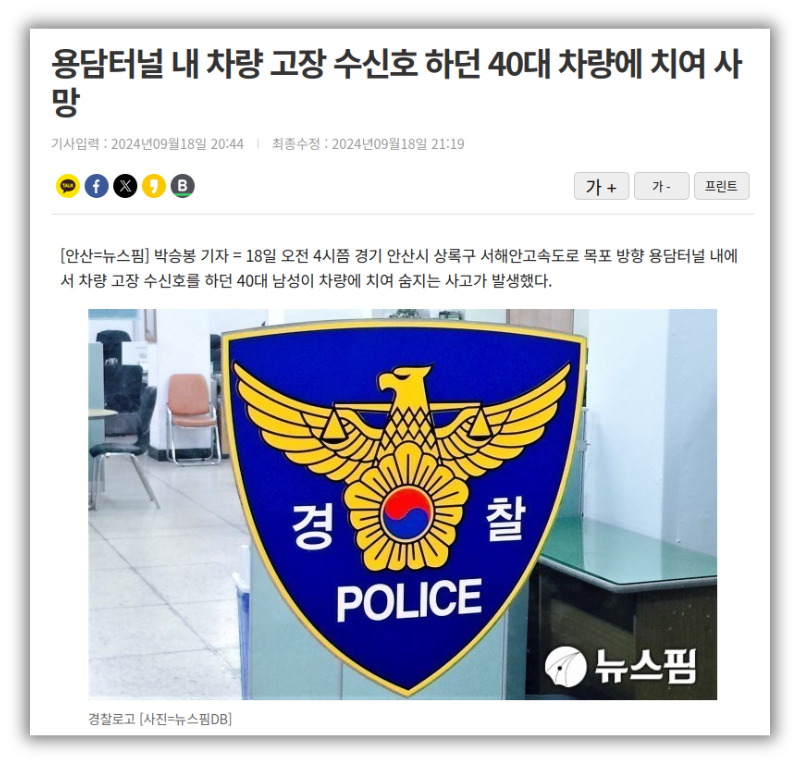 용담터널 내 차량 고장 수신호 하던 40대 차량에 치여 사
망
기사입력 : 2024년09월18일 20:44 | 최종수정 : 2024년09월18일 21:19
TALK f X B 가 + 가 - 프린트
[안산=뉴스핌] 박승봉 기자 = 18일 오전 4시쯤 경기 안산시 상록구 서해안고속도로 목포 방향 용담터널 내에
서 차량 고장 수신호를 하던 40대 남성이 차량에 치여 숨지는 사고가 발생했다.
경 찰
POLICE
뉴스핌
경찰로고 [사진=뉴스핌DB]